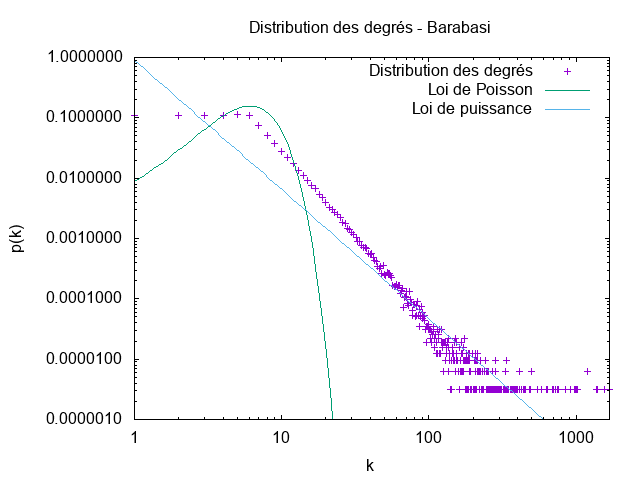 Distribution des degrés - Barabasi
1.0000000
0.1000000
0.0100000
0.0010000
0.0001000
0.0000100
0.0000010
p(k)
Distribution des degrés
Loi de Poisson
Loi de puissance
1 10 100 1000
k